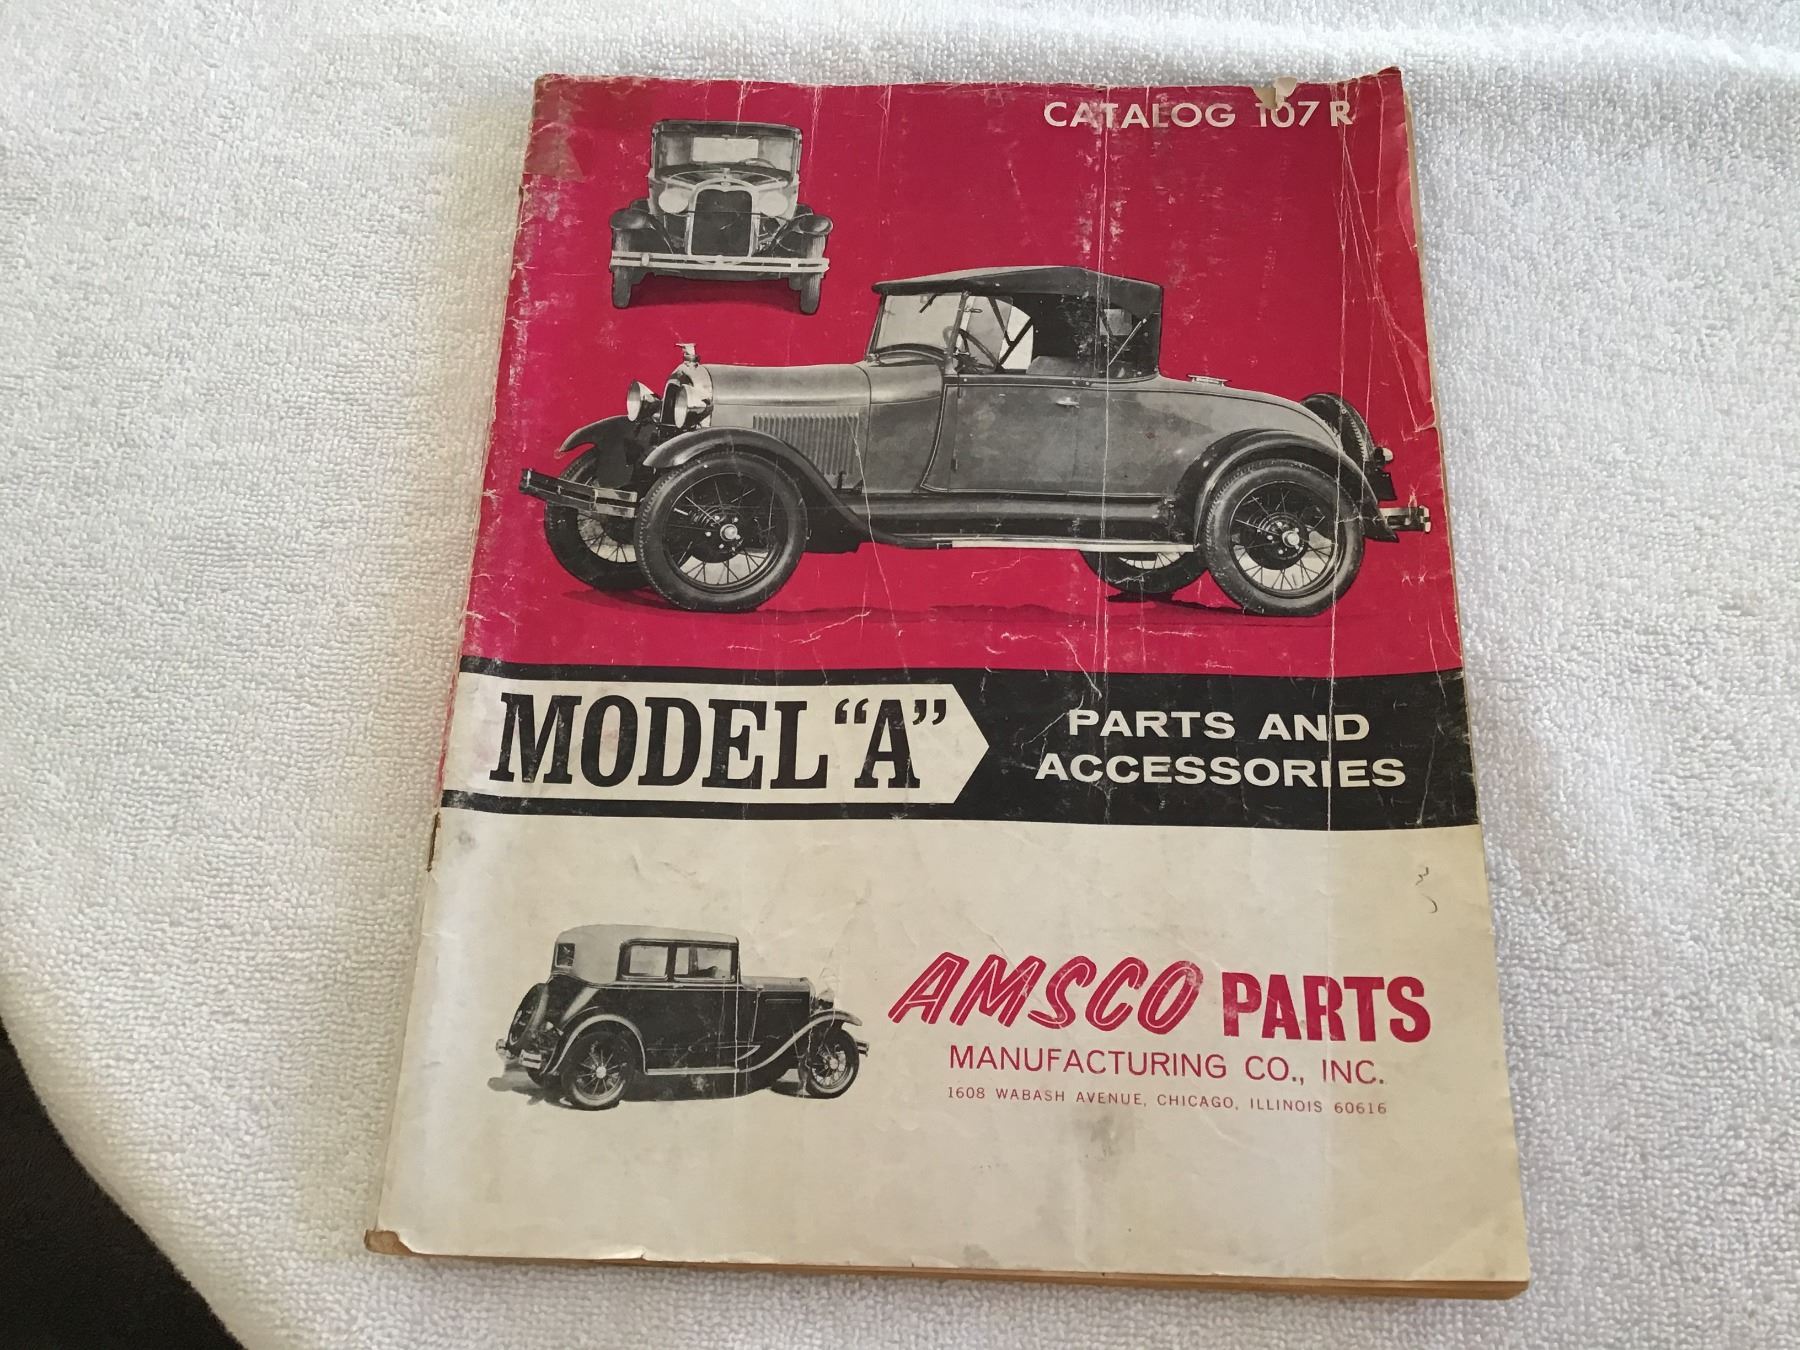 CATALOG 107 R
MODEL "A"
PARTS AND
ACCESSORIES
AMSCO PARTS
MANUFACTURING CO., INC.
1608 WABASH AVENUE, CHICAGO, ILLINOIS 60616